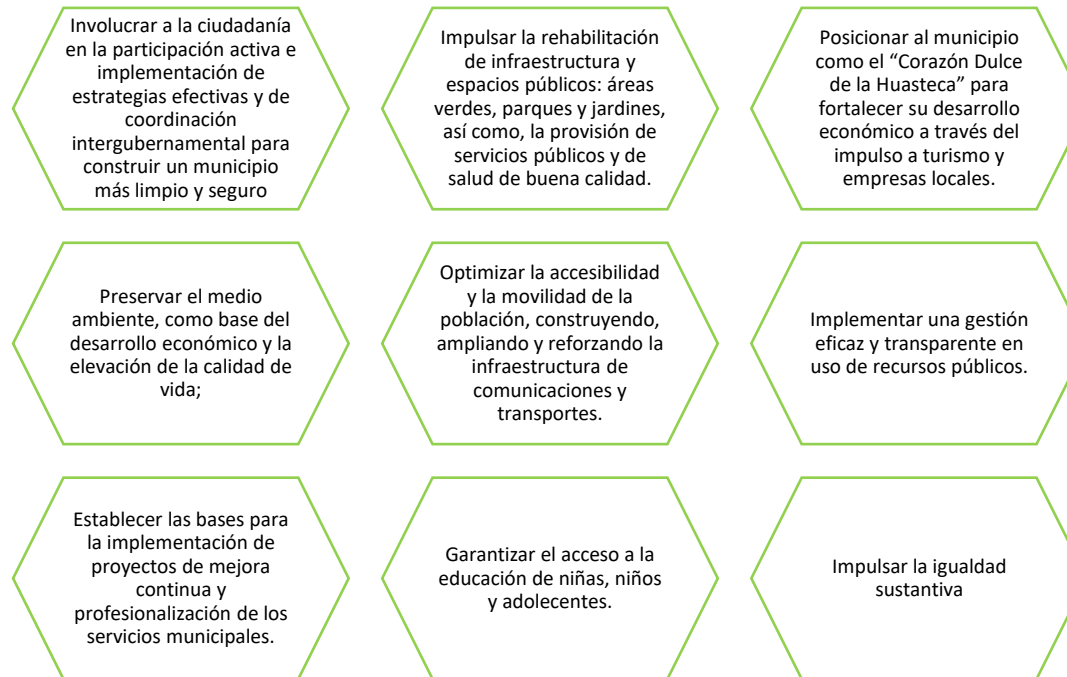 Involucrar a la ciudadanía
en la participación activa e
implementación de
estrategias efectivas y de
coordinación
intergubernamental para
construir un municipio
más limpio y seguro
Impulsar la rehabilitación
de infraestructura y
espacios públicos: áreas
verdes, parques y jardines,
así como, la provisión de
servicios públicos y de
salud de buena calidad.
Posicionar al municipio
como el “Corazón Dulce
de la Huasteca” para
fortalecer su desarrollo
económico a través del
impulso a turismo y
empresas locales.
Preservar el medio
ambiente, como base del
desarrollo económico y la
elevación de la calidad de
vida;
Optimizar la accesibilidad
y la movilidad de la
población, construyendo,
ampliando y reforzando la
infraestructura de
comunicaciones y
transportes.
Implementar una gestión
eficaz y transparente en
uso de recursos públicos.
Establecer las bases para
la implementación de
proyectos de mejora
continua y
profesionalización de los
servicios municipales.
Garantizar el acceso a la
educación de niñas, niños
y adolecentes.
Impulsar la igualdad
sustantiva